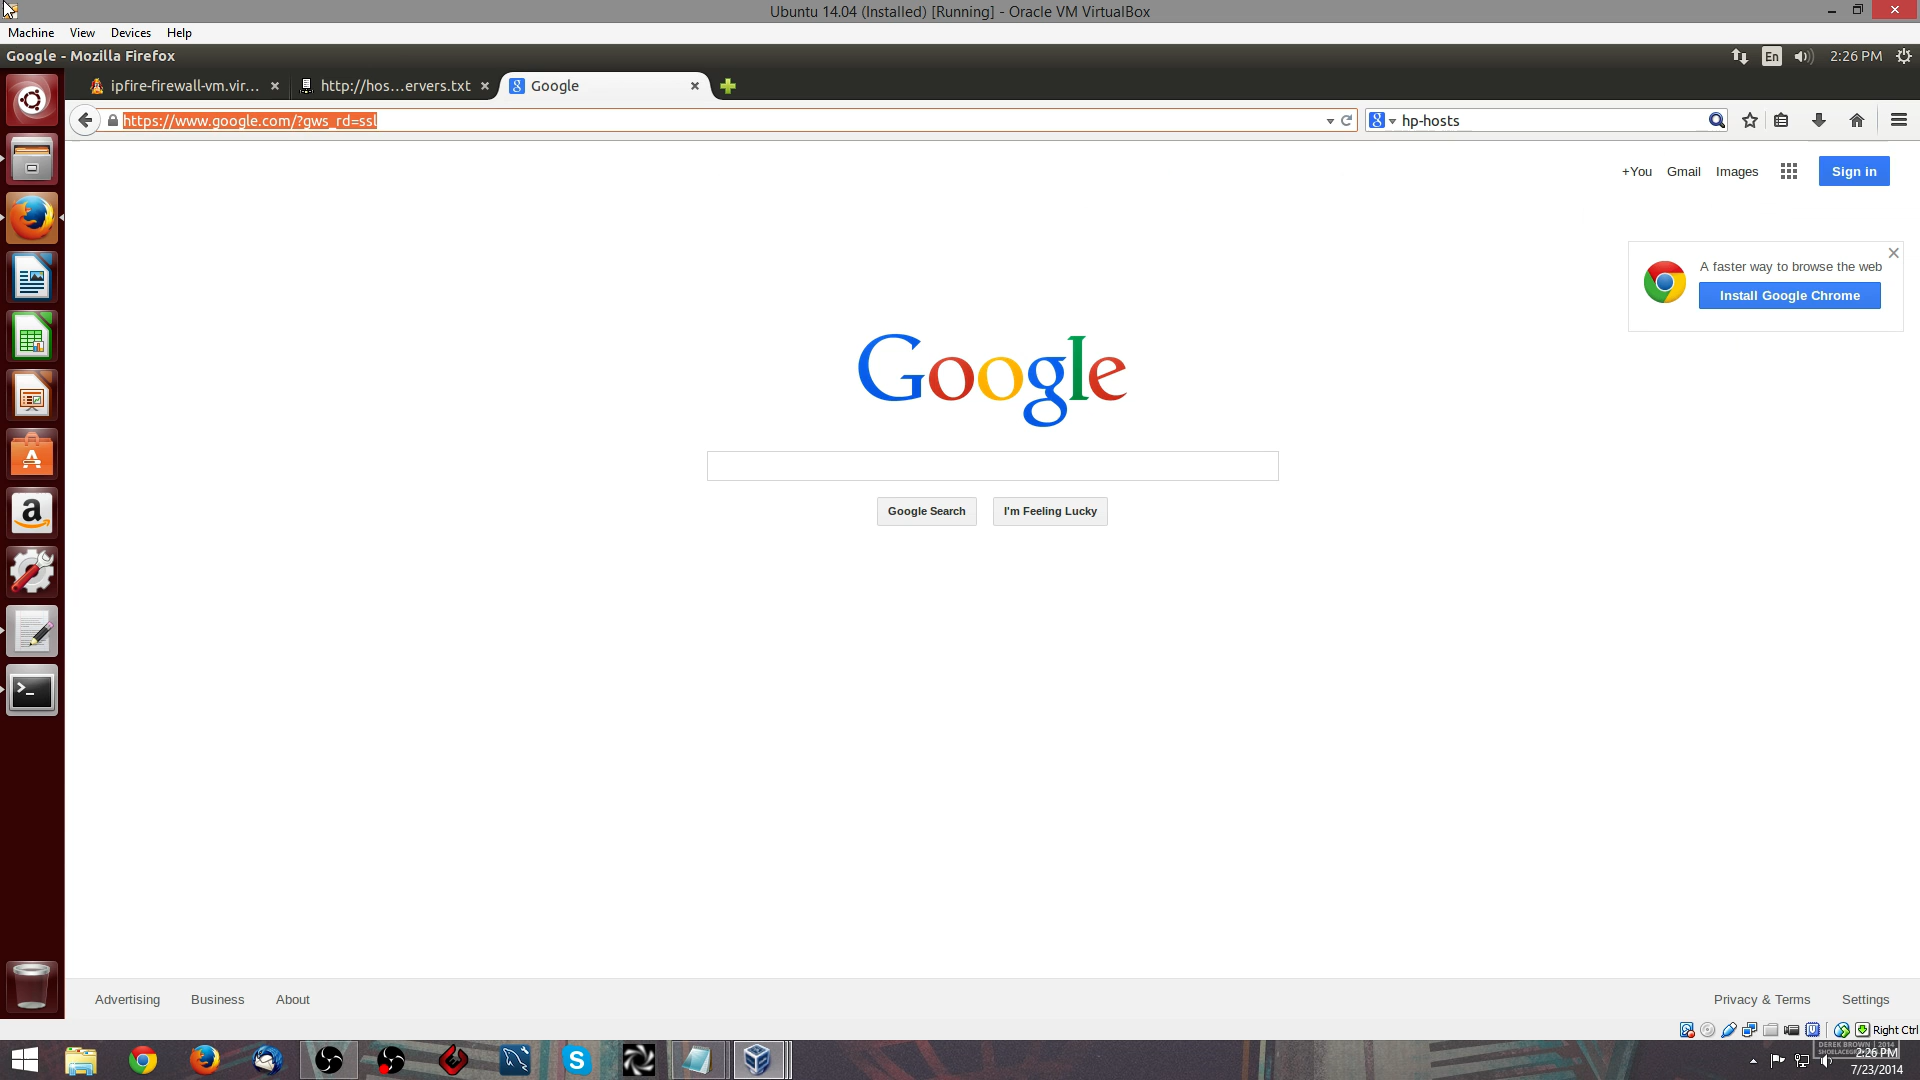 Ubuntu 14.04 (Installed) [Running] - Oracle VM VirtualBox
Machine View Devices Help
Google - Mozilla Firefox
En 2:26 PM
ipfire-firewall-vm.vir... http://hos...ervers.txt Google
https://www.google.com/?gws_rd=ssl
hp-hosts
+You Gmail Images Sign in
A faster way to browse the web
Install Google Chrome
Google
Google Search I'm Feeling Lucky
Advertising Business About
Privacy & Terms Settings
Right Ctrl
DEREK BROWN | 2014
2:26 PM
7/23/2014